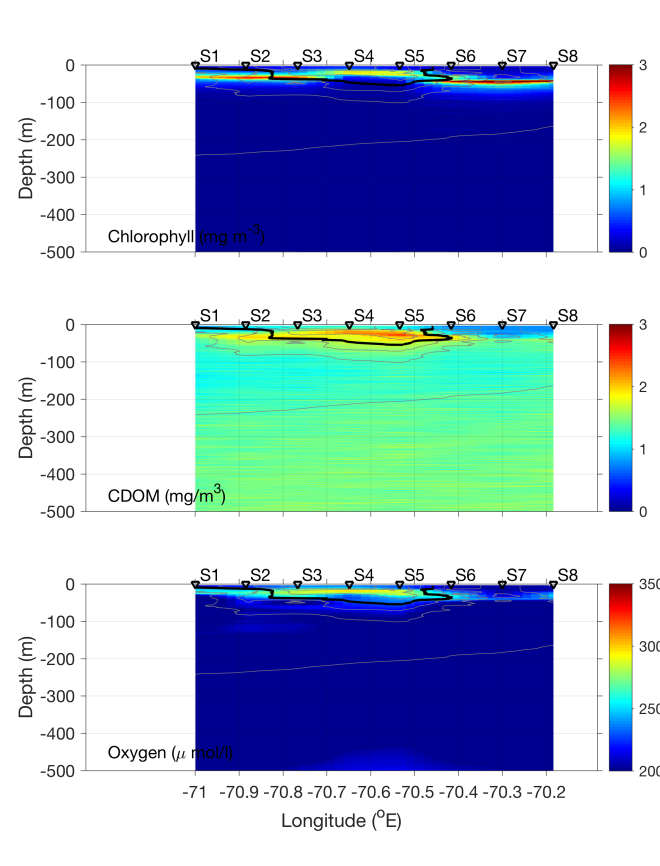 S1 S2 S3 S4 S5 S6 S7 S8
0
-100
-200
-300
-400
-500
Depth (m)
Chlorophyll (mg m-3)
3
2
1
0
S1 S2 S3 S4 S5 S6 S7 S8
0
-100
-200
-300
-400
-500
Depth (m)
CDOM (mg/m3)
3
2
1
0
S1 S2 S3 S4 S5 S6 S7 S8
0
-100
-200
-300
-400
-500
Depth (m)
Oxygen (μ mol/l)
350
300
250
200
-71 -70.9 -70.8 -70.7 -70.6 -70.5 -70.4 -70.3 -70.2
Longitude (oE)